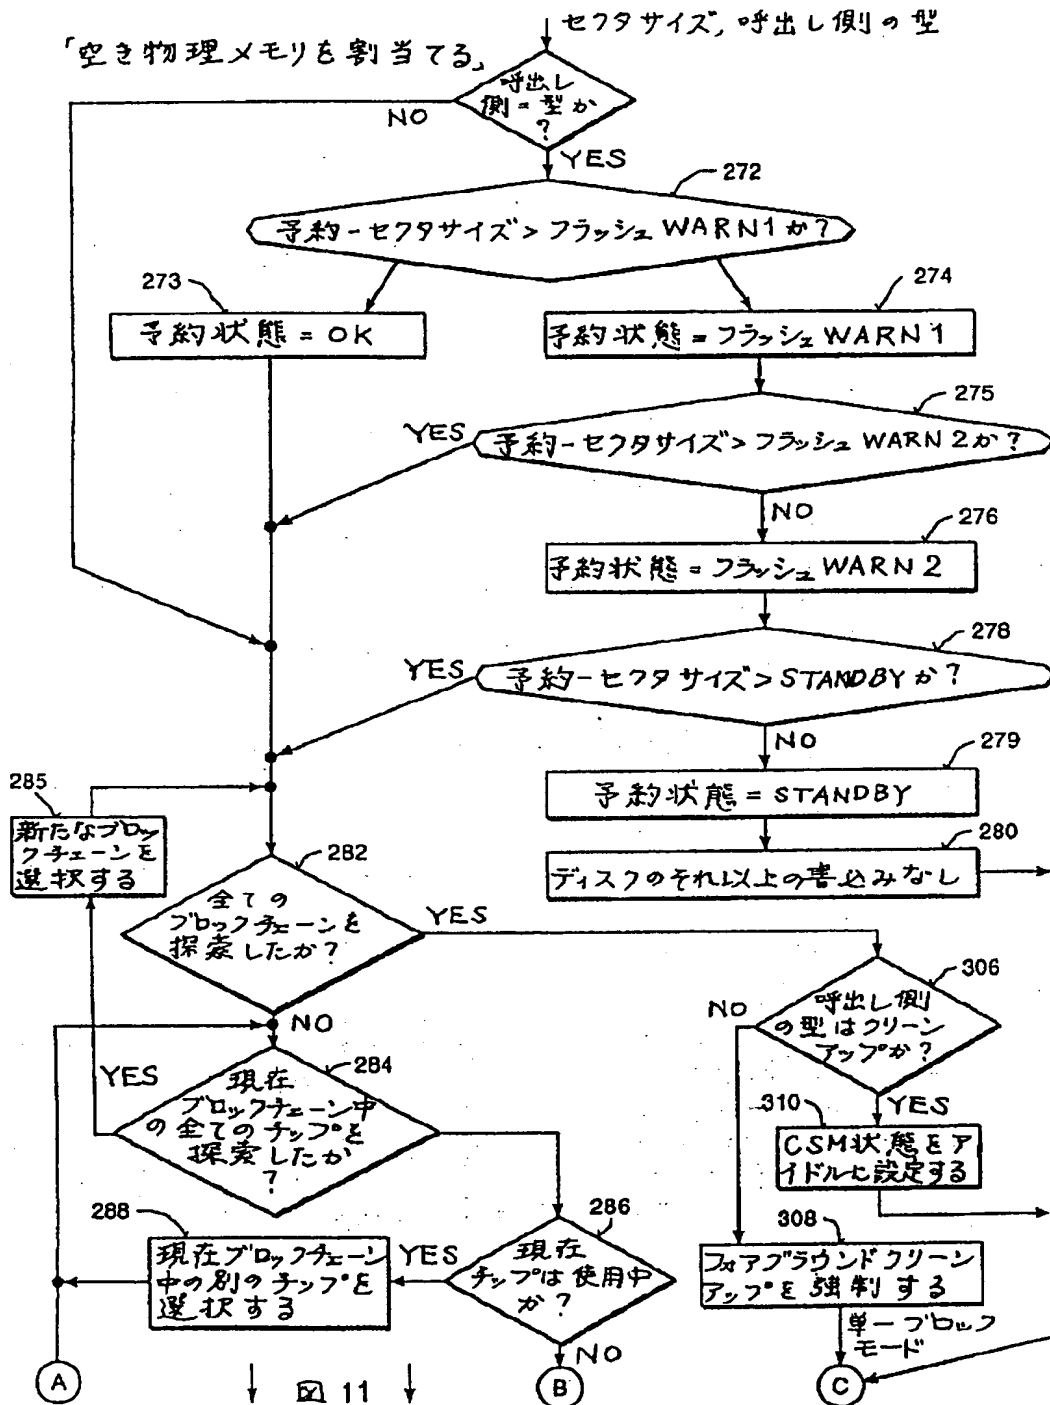 セクタサイズ, 呼出し側の型
「空き物理メモリを割当てる」
呼出し
側=型か
?
NO
YES
272
予約-セクタサイズ>フラッシュWARN1か?
273
予約状態=OK
274
予約状態=フラッシュWARN1
275
YES
予約-セクタサイズ>フラッシュWARN2か?
NO
276
予約状態=フラッシュWARN2
278
YES
予約-セクタサイズ>STANDBYか?
NO
279
予約状態=STANDBY
280
ディスクのそれ以上の書込みなし
285
新たなブロッ
クチェーンを
選択する
282
全ての
ブロックチェーンを
探索したか?
YES
NO
306
呼出し側
の型はクリーン
アップか?
NO
YES
284
YES
現在
ブロックチェーン中
の全てのチップを
探索したか
?
310
CSM状態をア
イドルに設定する
288
現在ブロックチェーン
中の別のチップを
選択する
YES
286
現在
チップは使用中
か?
NO
308
フォアグラウンドクリーン
アップを強制する
単一ブロック
モード
A
図11
B
C